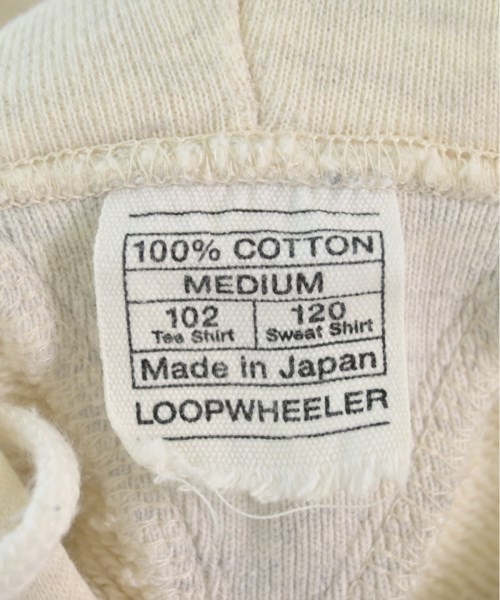 100% COTTON
MEDIUM
102 120
Tee Shirt Sweat Shirt
Made in Japan
LOOPWHEELER